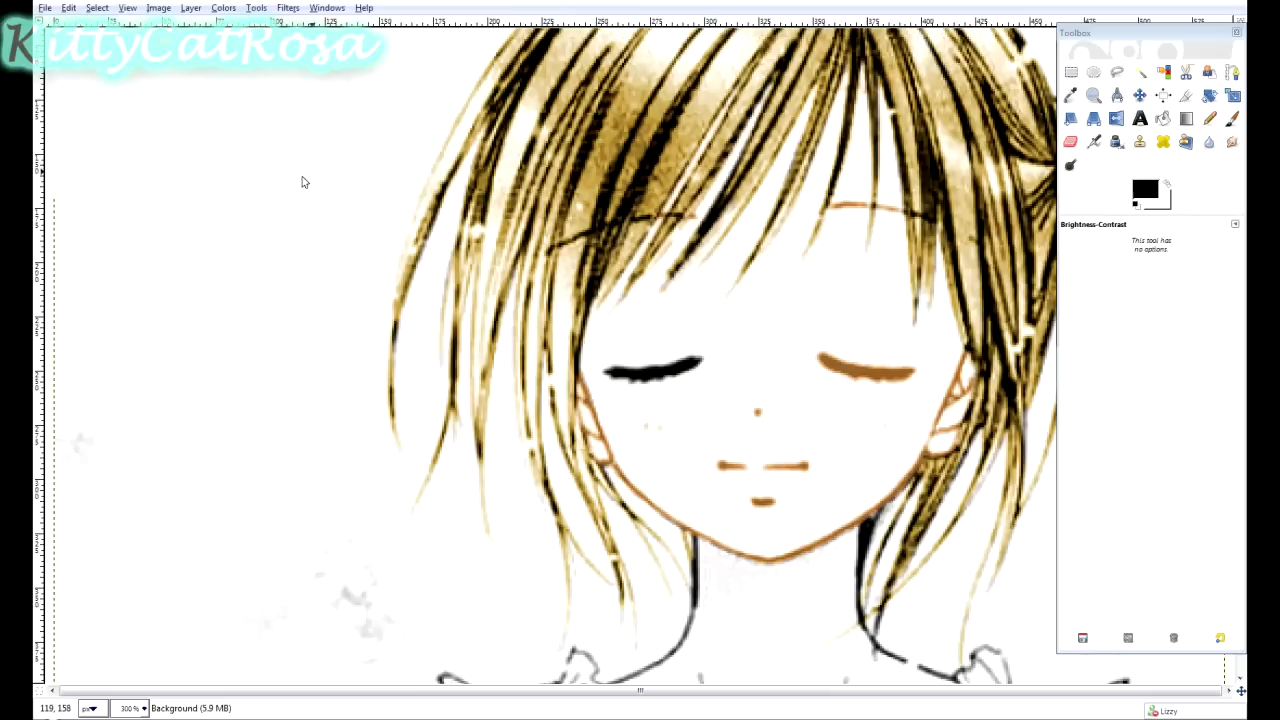 File Edit Select View Image Layer Colors Tools Filters Windows Help
KittyCatRosa
Toolbox
Brightness-Contrast
This tool has
no options.
119, 158 px 300 % Background (5.9 MB)
Lizzy